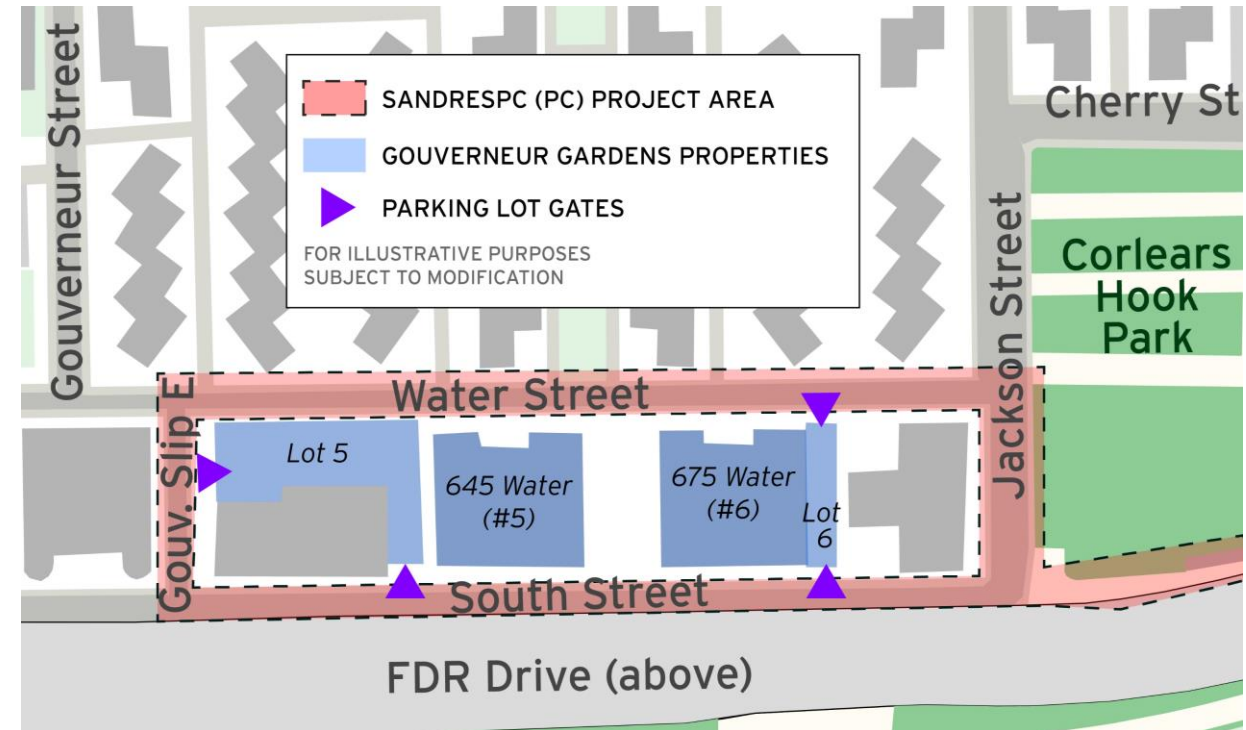 SANDRESPC (PC) PROJECT AREA
GOUVERNEUR GARDENS PROPERTIES
PARKING LOT GATES
FOR ILLUSTRATIVE PURPOSES
SUBJECT TO MODIFICATION
Gouverneur Street
Cherry St
Jackson Street
Corlears
Hook
Park
Water Street
Gouv. Slip E
Lot 5
645 Water
(#5)
675 Water
(#6)
Lot
6
South Street
FDR Drive (above)